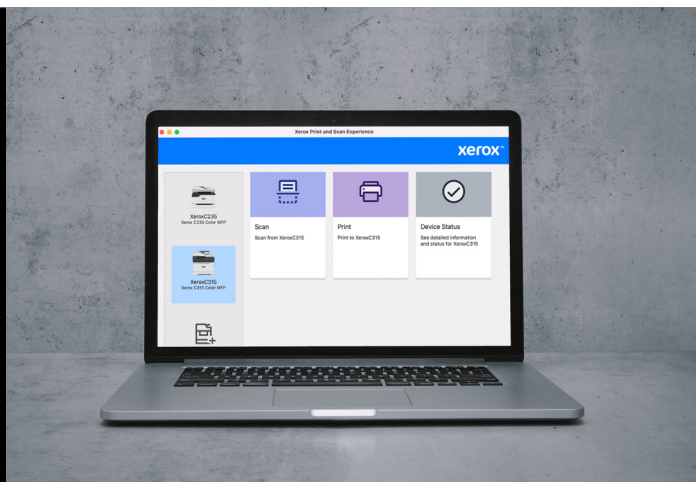 Xerox Print and Scan Experience
xerox™
XeroxC235
Xerox C235 Color MFP
XeroxC315
Xerox C315 Color MFP
Scan
Scan from XeroxC315
Print
Print to XeroxC315
Device Status
See detailed information
and status for XeroxC315